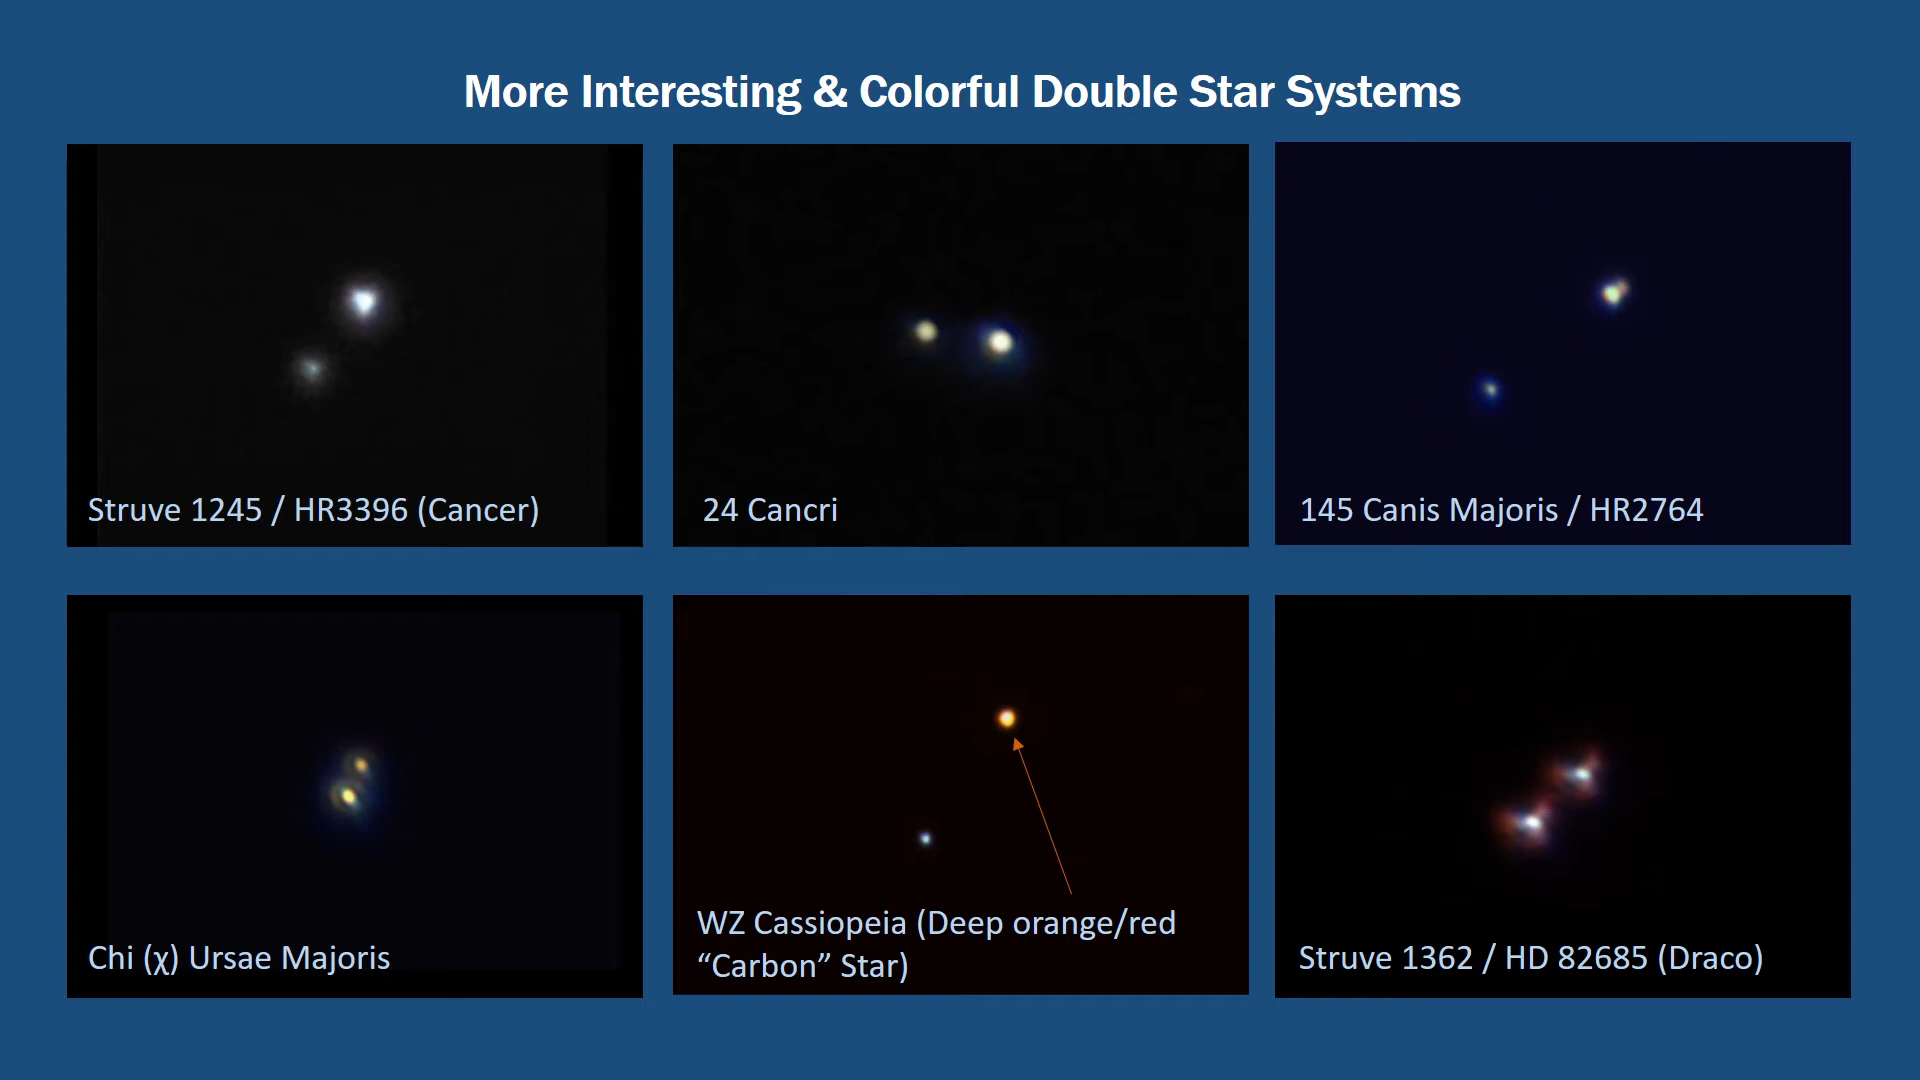 More Interesting & Colorful Double Star Systems
Struve 1245 / HR3396 (Cancer)
24 Cancri
145 Canis Majoris / HR2764
Chi (χ) Ursae Majoris
WZ Cassiopeia (Deep orange/red
“Carbon” Star)
Struve 1362 / HD 82685 (Draco)